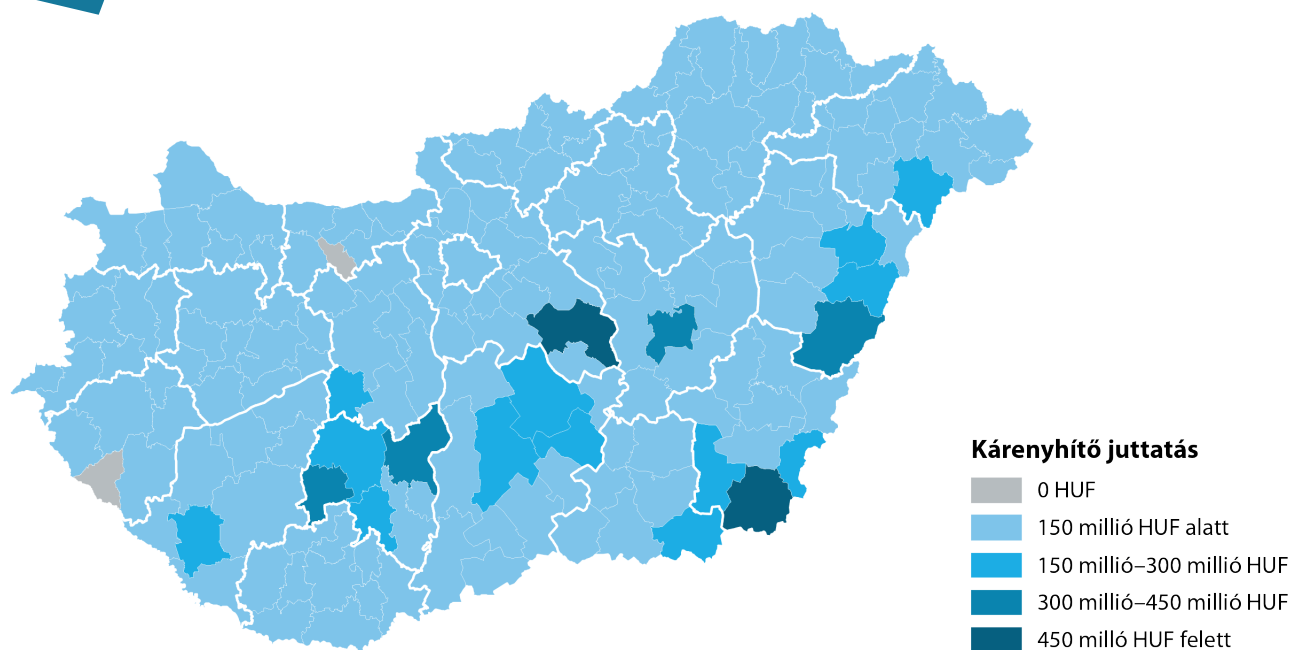 Kárenyhítő juttatás
0 HUF
150 millió HUF alatt
150 millió–300 millió HUF
300 millió–450 millió HUF
450 milló HUF felett